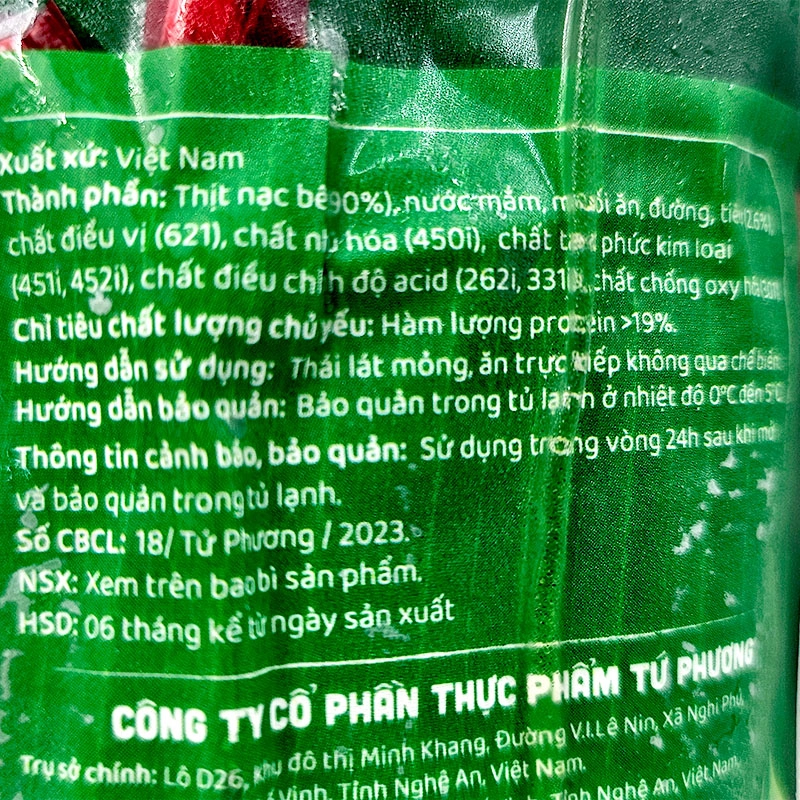 Xuất xứ: Việt Nam
Thành phần: Thịt nạc bê 90%), nước mắm, muối ăn, đường, tiêu (2.6%),
chất điều vị (621), chất nhũ hóa (450i), chất tạo phức kim loại
(451i, 452i), chất điều chỉnh độ acid (262i, 331iii), chất chống oxy hóa
Chỉ tiêu chất lượng chủ yếu: Hàm lượng protein >19%.
Hướng dẫn sử dụng: Thái lát mỏng, ăn trực tiếp không qua chế biến
Hướng dẫn bảo quản: Bảo quản trong tủ lạnh ở nhiệt độ 0°C đến 5°C
Thông tin cảnh báo, bảo quản: Sử dụng trong vòng 24h sau khi mở
và bảo quản trong tủ lạnh.
Số CBCL: 18/ Tứ Phương / 2023.
NSX: Xem trên bao bì sản phẩm.
HSD: 06 tháng kể từ ngày sản xuất
CÔNG TY CỔ PHẦN THỰC PHẨM TỨ PHƯƠNG
Trụ sở chính: Lô D26, khu đô thị Minh Khang, Đường V.I.Lê Nin, Xã Nghi Phú,
Vinh, Tỉnh Nghệ An, Việt Nam.
Tỉnh Nghệ An, Việt Nam,